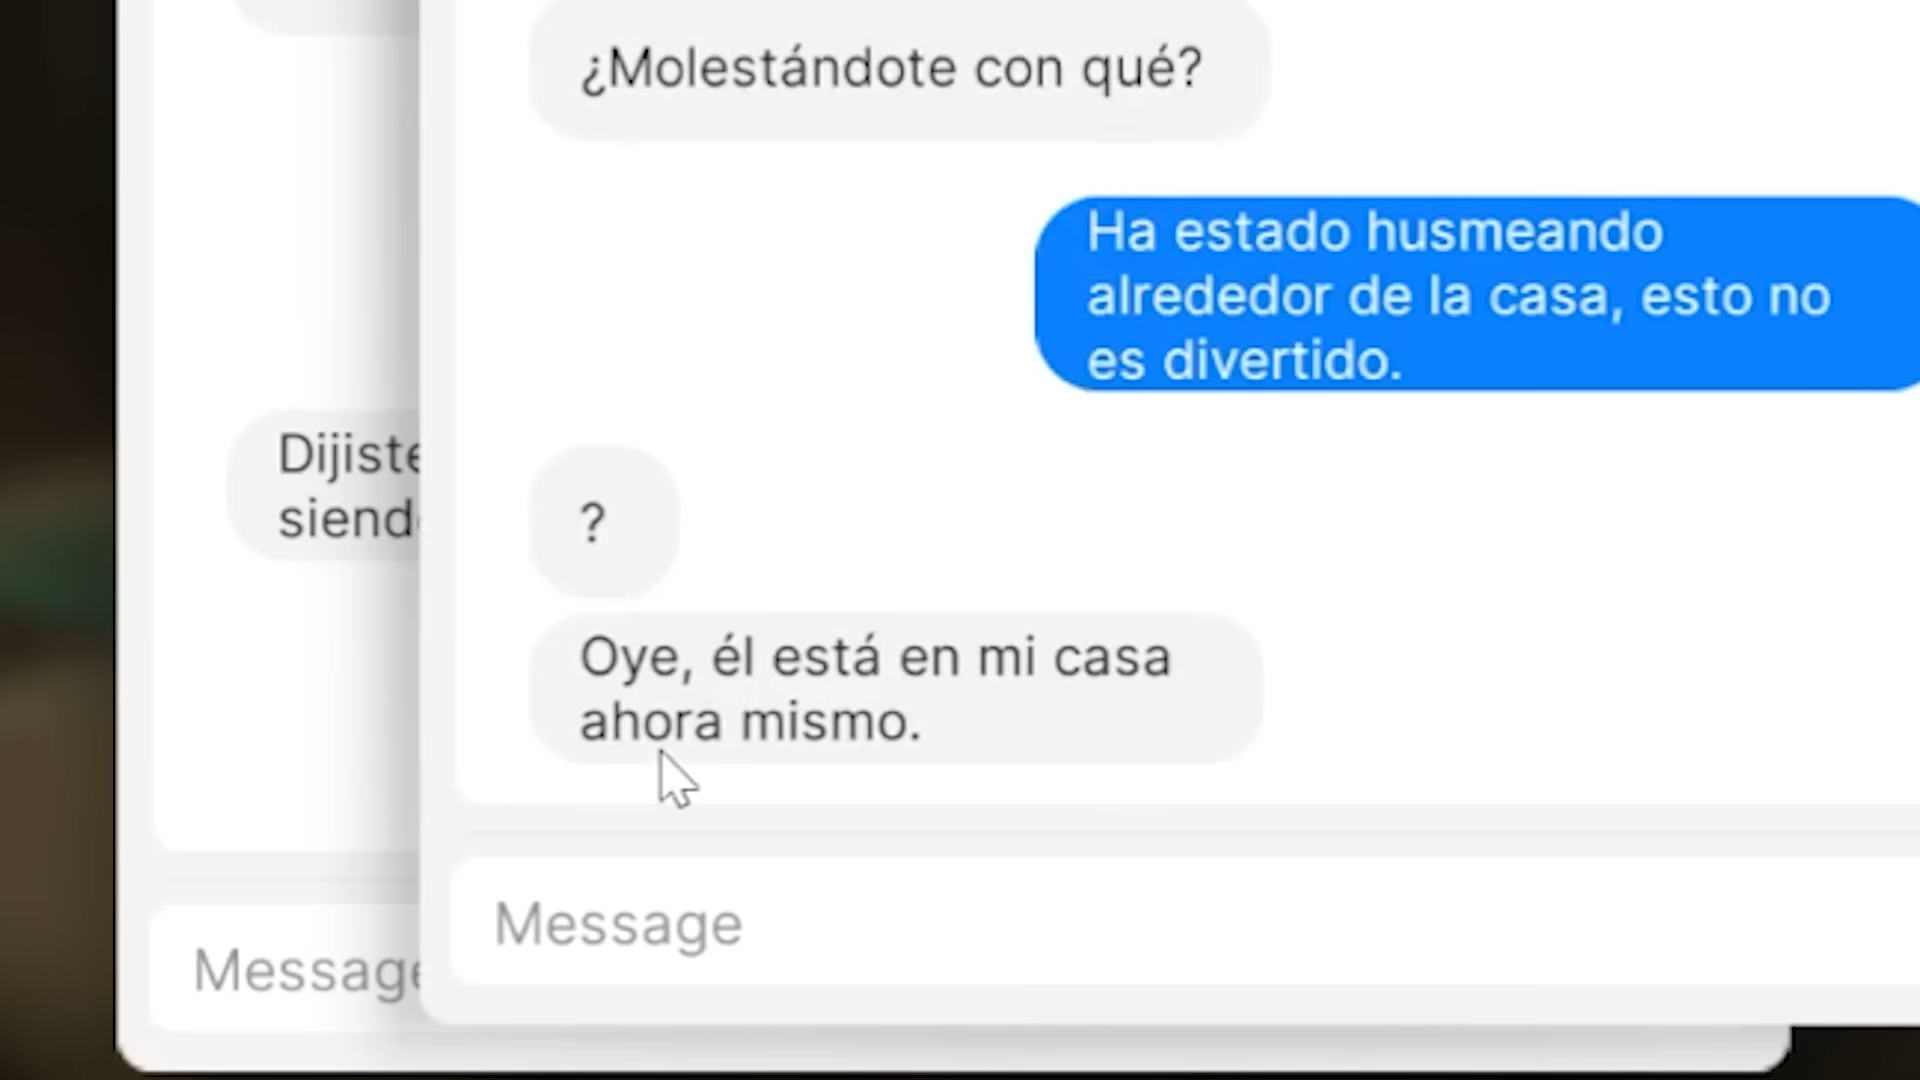 ¿Molestándote con qué?
Ha estado husmeando
alrededor de la casa, esto no
es divertido.
?
Oye, él está en mi casa
ahora mismo.
Message
Message